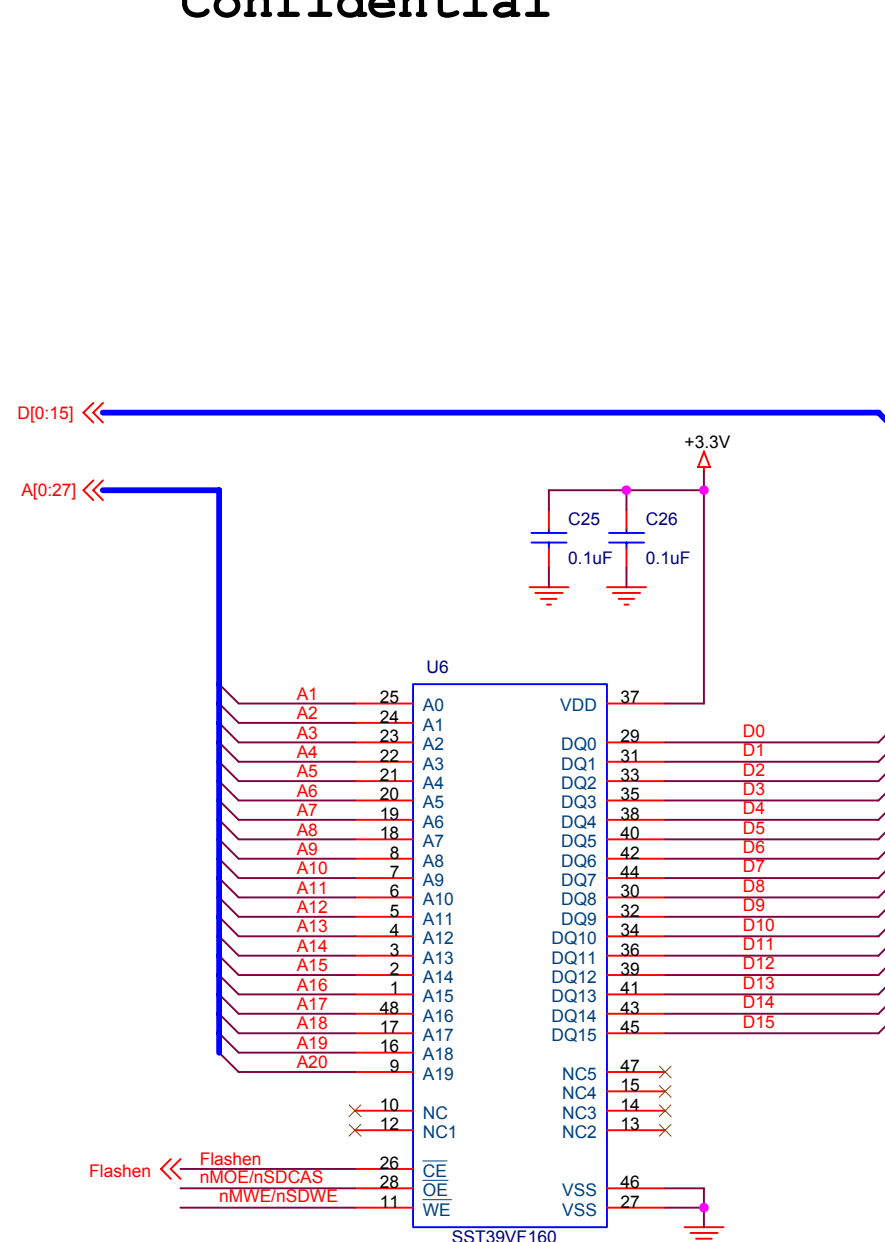 Confidential
D[0:15]
+3.3V
A[0:27]
C25 C26
0.1uF 0.1uF
U6
A1 25 A0 VDD 37
A2 24 A1
A3 23 A2 DQ0 29 D0
A4 22 A3 DQ1 31 D1
A5 21 A4 DQ2 33 D2
A6 20 A5 DQ3 35 D3
A7 19 A6 DQ4 38 D4
A8 18 A7 DQ5 40 D5
A9 8 A8 DQ6 42 D6
A10 7 A9 DQ7 44 D7
A11 6 A10 DQ8 30 D8
A12 5 A11 DQ9 32 D9
A13 4 A12 DQ10 34 D10
A14 3 A13 DQ11 36 D11
A15 2 A14 DQ12 39 D12
A16 1 A15 DQ13 41 D13
A17 48 A16 DQ14 43 D14
A18 17 A17 DQ15 45 D15
A19 16 A18
A20 9 A19 NC5 47
NC4 15
10 NC NC3 14
12 NC1 NC2 13
Flashen Flashen 26 CE
nMOE/nSDCAS 28 OE VSS 46
nMWE/nSDWE 11 WE VSS 27
SST39VF160